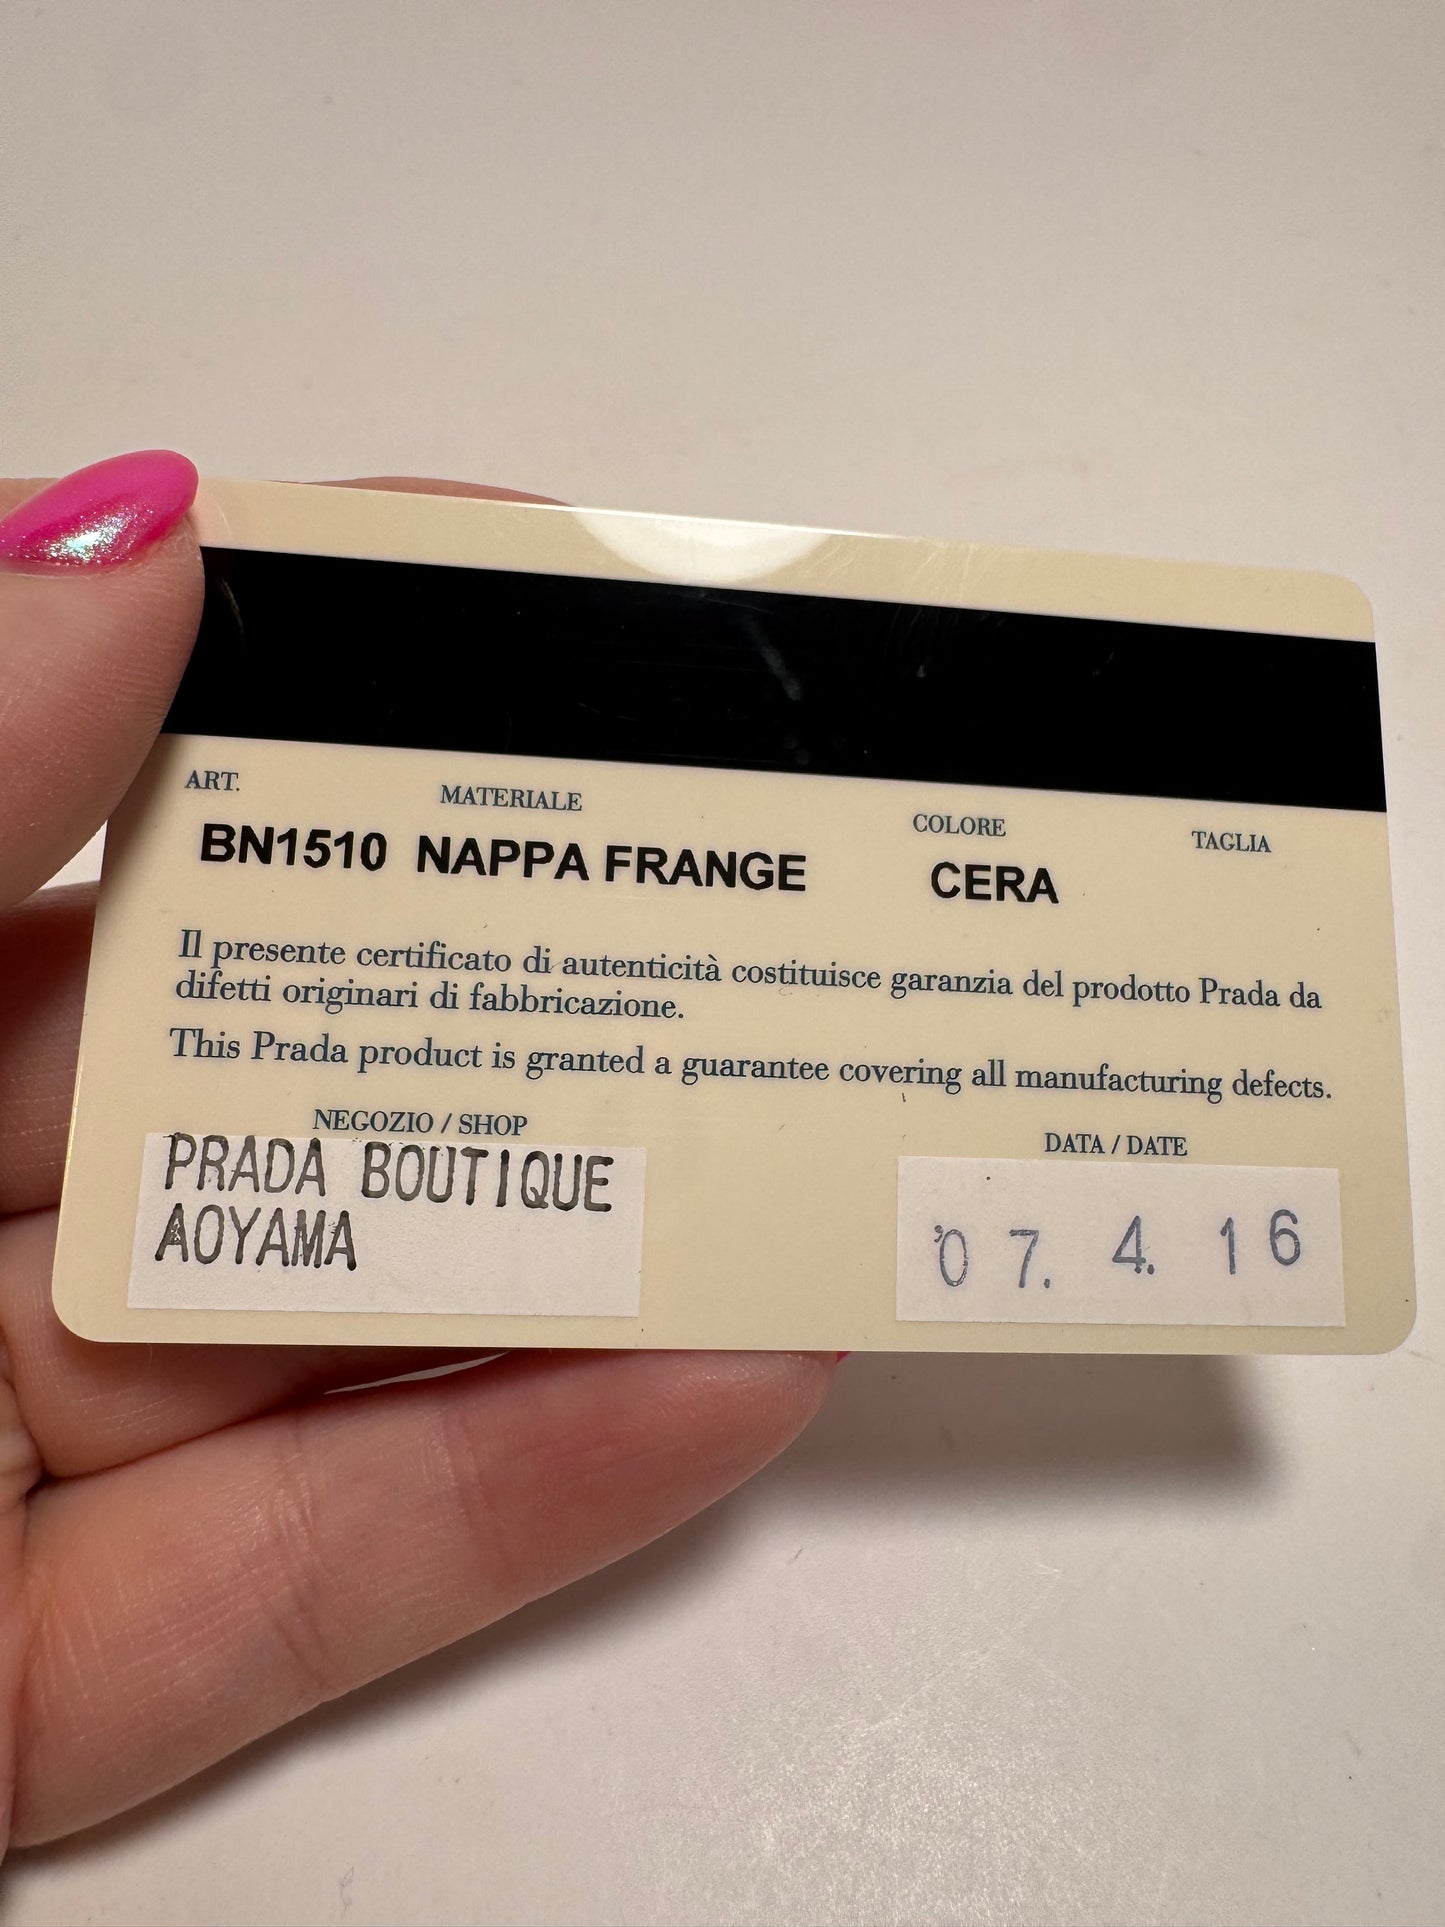 ART. MATERIALE COLORE TAGLIA
BN1510 NAPPA FRANGE CERA
Il presente certificato di autenticità costituisce garanzia del prodotto Prada da
difetti originari di fabbricazione.
This Prada product is granted a guarantee covering all manufacturing defects.
NEGOZIO / SHOP
PRADA BOUTIQUE
AOYAMA
DATA / DATE
'07. 4. 16